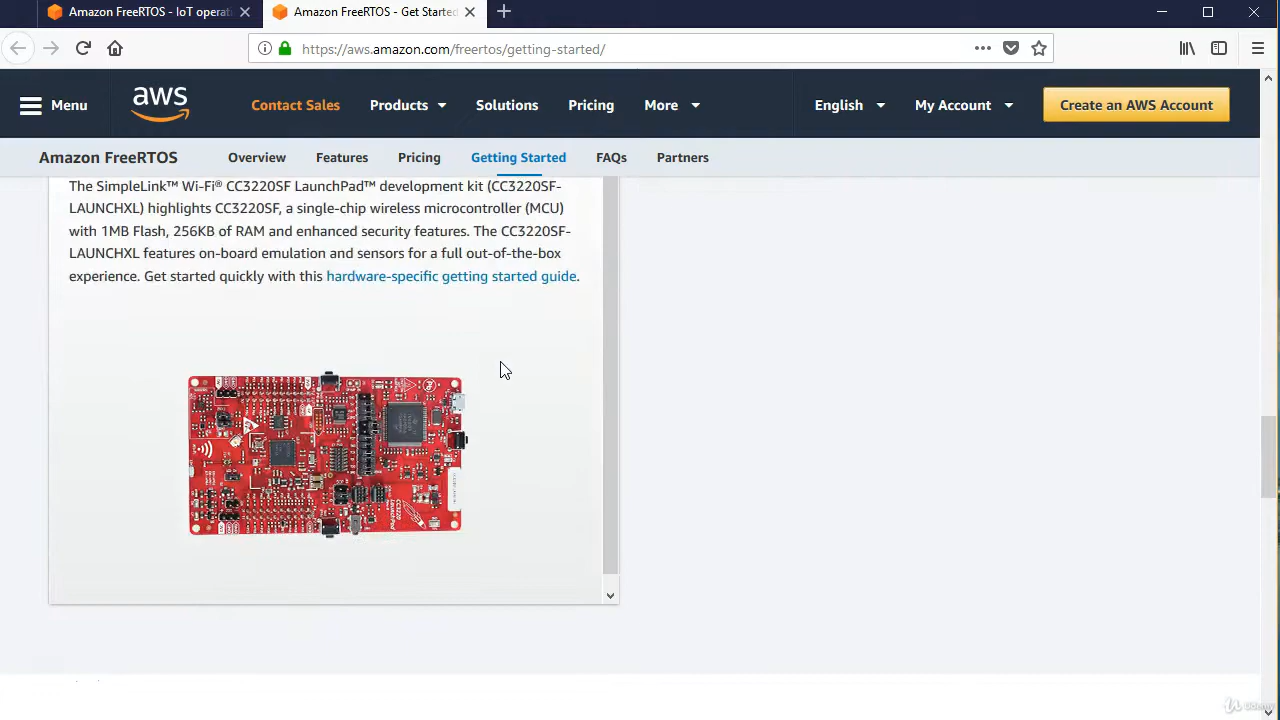 Amazon FreeRTOS - IoT operat
Amazon FreeRTOS - Get Started
https://aws.amazon.com/freertos/getting-started/
Menu
aws
Contact Sales
Products
Solutions
Pricing
More
English
My Account
Create an AWS Account
Amazon FreeRTOS
Overview
Features
Pricing
Getting Started
FAQs
Partners
The SimpleLink™ Wi-Fi® CC3220SF LaunchPad™ development kit (CC3220SF-
LAUNCHXL) highlights CC3220SF, a single-chip wireless microcontroller (MCU)
with 1MB Flash, 256KB of RAM and enhanced security features. The CC3220SF-
LAUNCHXL features on-board emulation and sensors for a full out-of-the-box
experience. Get started quickly with this hardware-specific getting started guide.
Udemy